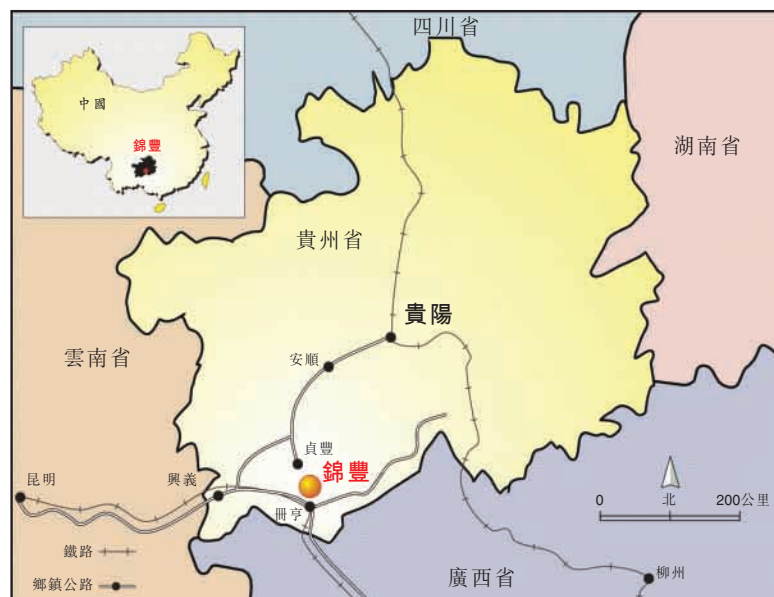 四川省
中國
錦豐
湖南省
貴州省
貴陽
雲南省
安順
貞豐
錦豐
昆明
興義
冊亨
0 北 200公里
鐵路
鄉鎮公路
廣西省
柳州